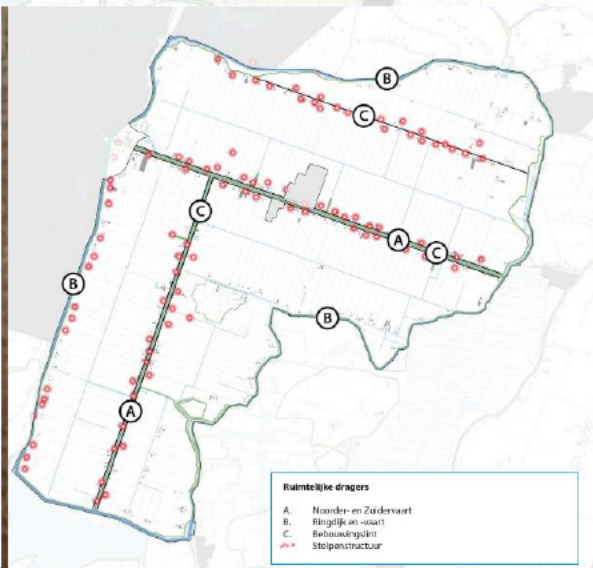 B
C
C
A
C
B
B
A
Ruimtelijke dragers
A. Noorder- en Zuidervaart
B. Ringdijk en -vaart
C. Bebouwingslint
Stolpenstructuur